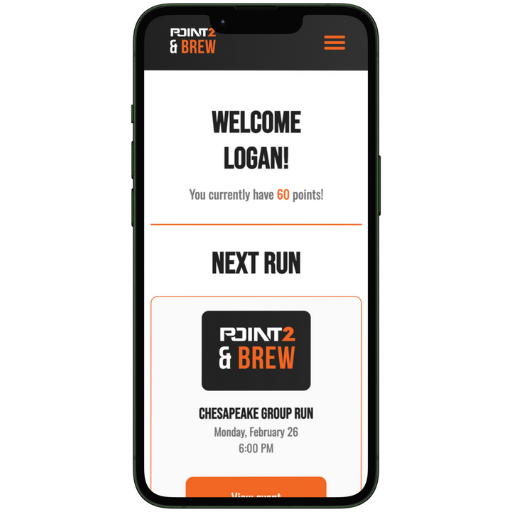 POINT2
& BREW
WELCOME
LOGAN!
You currently have 60 points!
NEXT RUN
POINT2
& BREW
CHESAPEAKE GROUP RUN
Monday, February 26
6:00 PM
View event